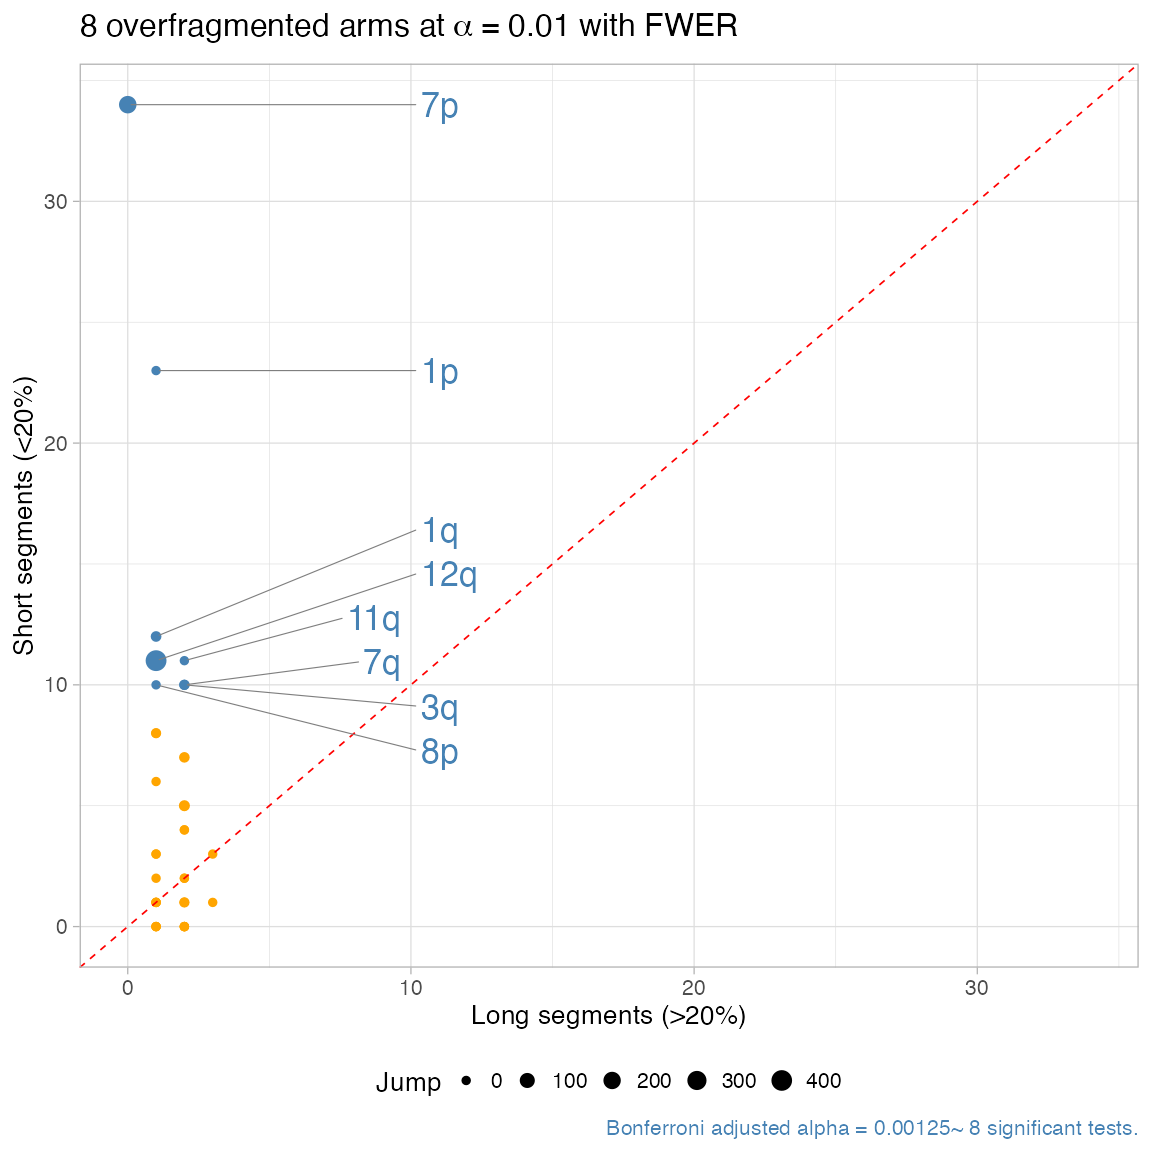 8 overfragmented arms at α = 0.01 with FWER
7p
30
1p
20
1q
12q
11q
7q
10
3q
8p
0
Short segments (<20%)
0 10 20 30
Long segments (>20%)
Jump 0 100 200 300 400
Bonferroni adjusted alpha = 0.00125~ 8 significant tests.